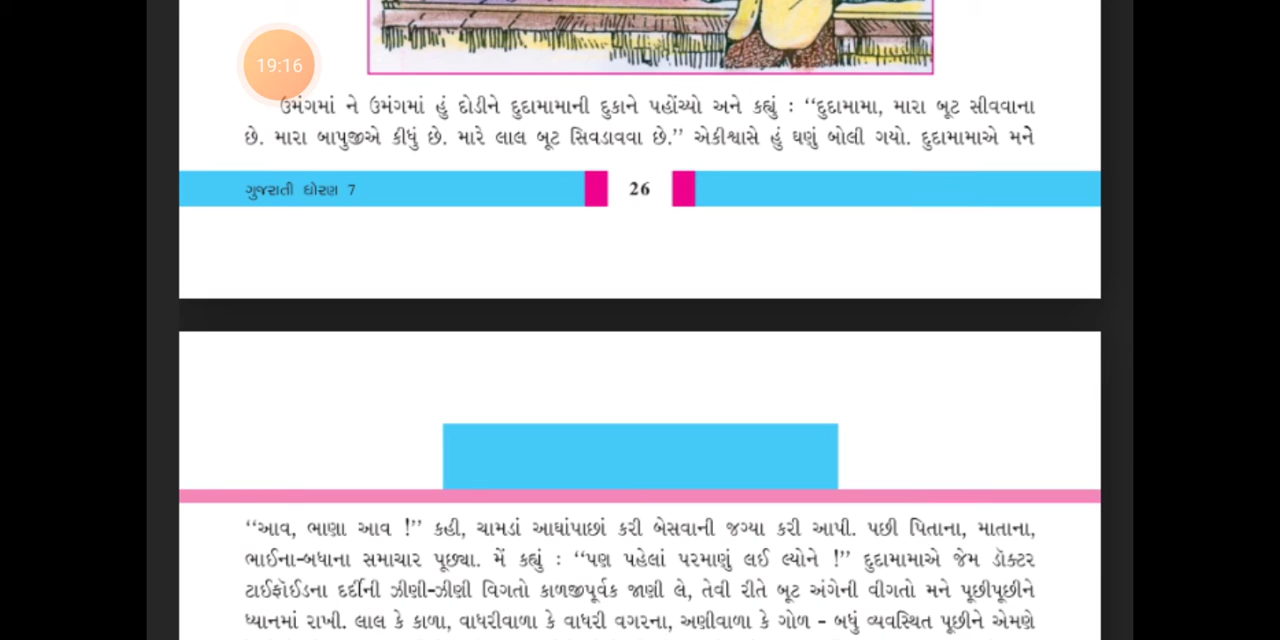 19:16
ઉમંગમાં ને ઉમંગમાં હું દોડીને દુદામામાની દુકાને પહોંચ્યો અને કહ્યું : ‘‘દુદામામા, મારા બૂટ સીવવાના
છે. મારા બાપુજીએ કીધું છે. મારે લાલ બૂટ સિવડાવવા છે.’’ એકીશ્વાસે હું ઘણું બોલી ગયો. દુદામામાએ મને
ગુજરાતી ધોરણ 7
26
‘‘આવ, ભાણા આવ !’’ કહી, ચામડાં આઘાંપાછાં કરી બેસવાની જગ્યા કરી આપી. પછી પિતાના, માતાના,
ભાઈના-બધાના સમાચાર પૂછ્યા. મેં કહ્યું : ‘‘પણ પહેલાં પરમાણું લઈ લ્યોને !’’ દુદામામાએ જેમ ડૉક્ટર
ટાઈફૉઈડના દર્દીની ઝીણી-ઝીણી વિગતો કાળજીપૂર્વક જાણી લે, તેવી રીતે બૂટ અંગેની વીગતો મને પૂછીપૂછીને
ધ્યાનમાં રાખી. લાલ કે કાળા, વાધરીવાળા કે વાધરી વગરના, અણીવાળા કે ગોળ – બધું વ્યવસ્થિત પૂછીને એમણે